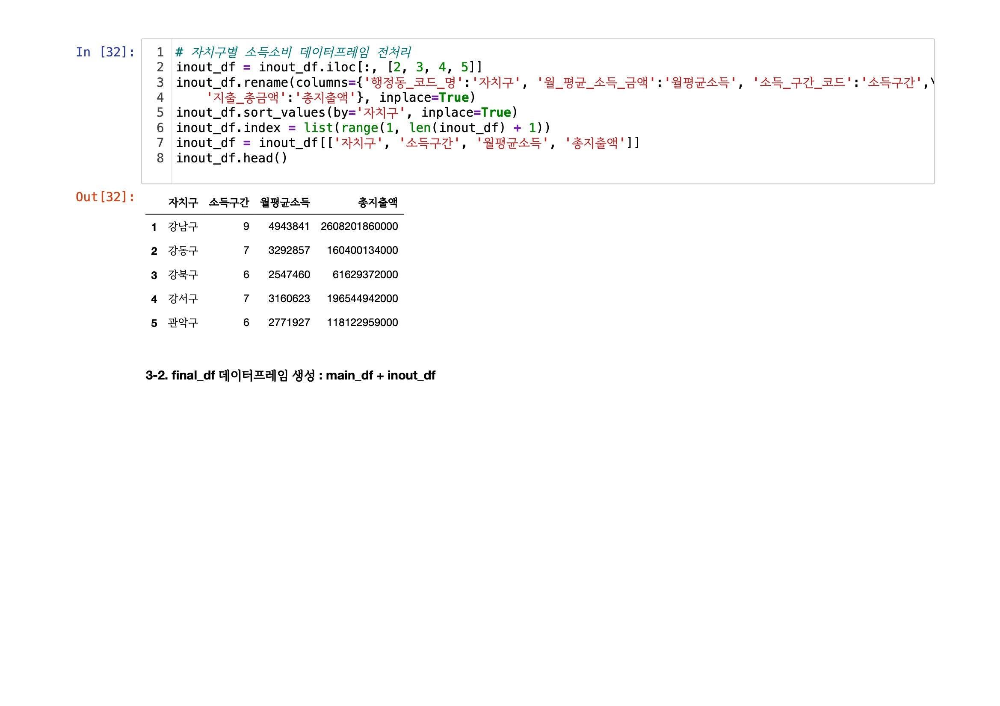 In [32]:
1 # 자치구별 소득소비 데이터프레임 전처리
2 inout_df = inout_df.iloc[:, [2, 3, 4, 5]]
3 inout_df.rename(columns={'행정동_코드_명':'자치구', '월_평균_소득_금액':'월평균소득', '소득_구간_코드':'소득구간',\
4     '지출_총금액':'총지출액'}, inplace=True)
5 inout_df.sort_values(by='자치구', inplace=True)
6 inout_df.index = list(range(1, len(inout_df) + 1))
7 inout_df = inout_df[['자치구', '소득구간', '월평균소득', '총지출액']]
8 inout_df.head()
Out[32]:
자치구 소득구간 월평균소득 총지출액
1 강남구 9 4943841 2608201860000
2 강동구 7 3292857 160400134000
3 강북구 6 2547460 61629372000
4 강서구 7 3160623 196544942000
5 관악구 6 2771927 118122959000
3-2. final_df 데이터프레임 생성 : main_df + inout_df